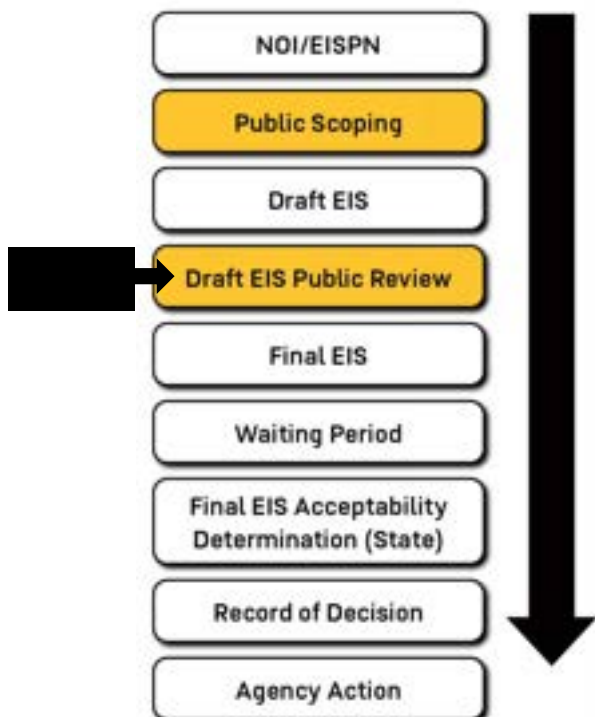 NOI/EISPN
Public Scoping
Draft EIS
Draft EIS Public Review
Final EIS
Waiting Period
Final EIS Acceptability
Determination (State)
Record of Decision
Agency Action